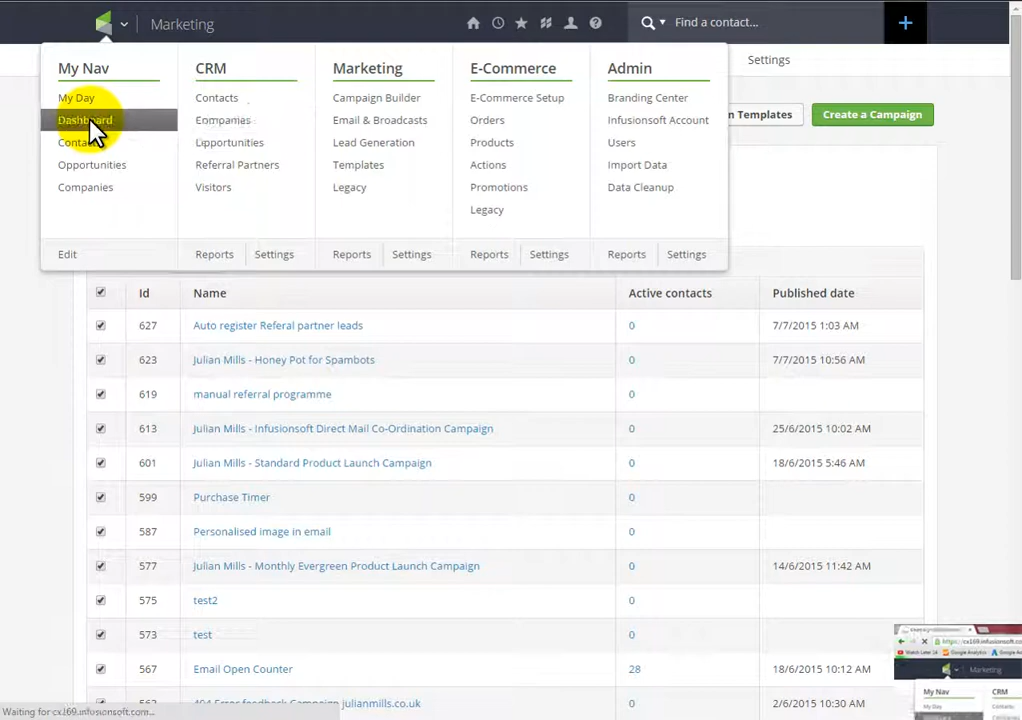 Marketing
Find a contact...
My Nav
CRM
Marketing
E-Commerce
Admin
Settings
My Day
Contacts
Campaign Builder
E-Commerce Setup
Branding Center
Dashboard
Companies
Email & Broadcasts
Orders
Infusionsoft Account
n Templates
Create a Campaign
Contacts
Opportunities
Lead Generation
Products
Users
Opportunities
Referral Partners
Templates
Actions
Import Data
Companies
Visitors
Legacy
Promotions
Data Cleanup
Legacy
Edit
Reports
Settings
Reports
Settings
Reports
Settings
Reports
Settings
Id
Name
Active contacts
Published date
627
Auto register Referal partner leads
0
7/7/2015 1:03 AM
623
Julian Mills - Honey Pot for Spambots
0
7/7/2015 10:56 AM
619
manual referral programme
0
613
Julian Mills - Infusionsoft Direct Mail Co-Ordination Campaign
0
25/6/2015 10:02 AM
601
Julian Mills - Standard Product Launch Campaign
0
18/6/2015 5:46 AM
599
Purchase Timer
0
587
Personalised image in email
0
577
Julian Mills - Monthly Evergreen Product Launch Campaign
0
14/6/2015 11:42 AM
575
test2
0
573
test
0
567
Email Open Counter
28
18/6/2015 10:12 AM
404 Error feedback Campaign julianmills.co.uk
0
2/6/2015 10:30 AM
Waiting for cx169.infusionsoft.com...
Marketing
My Nav
CRM
My Day